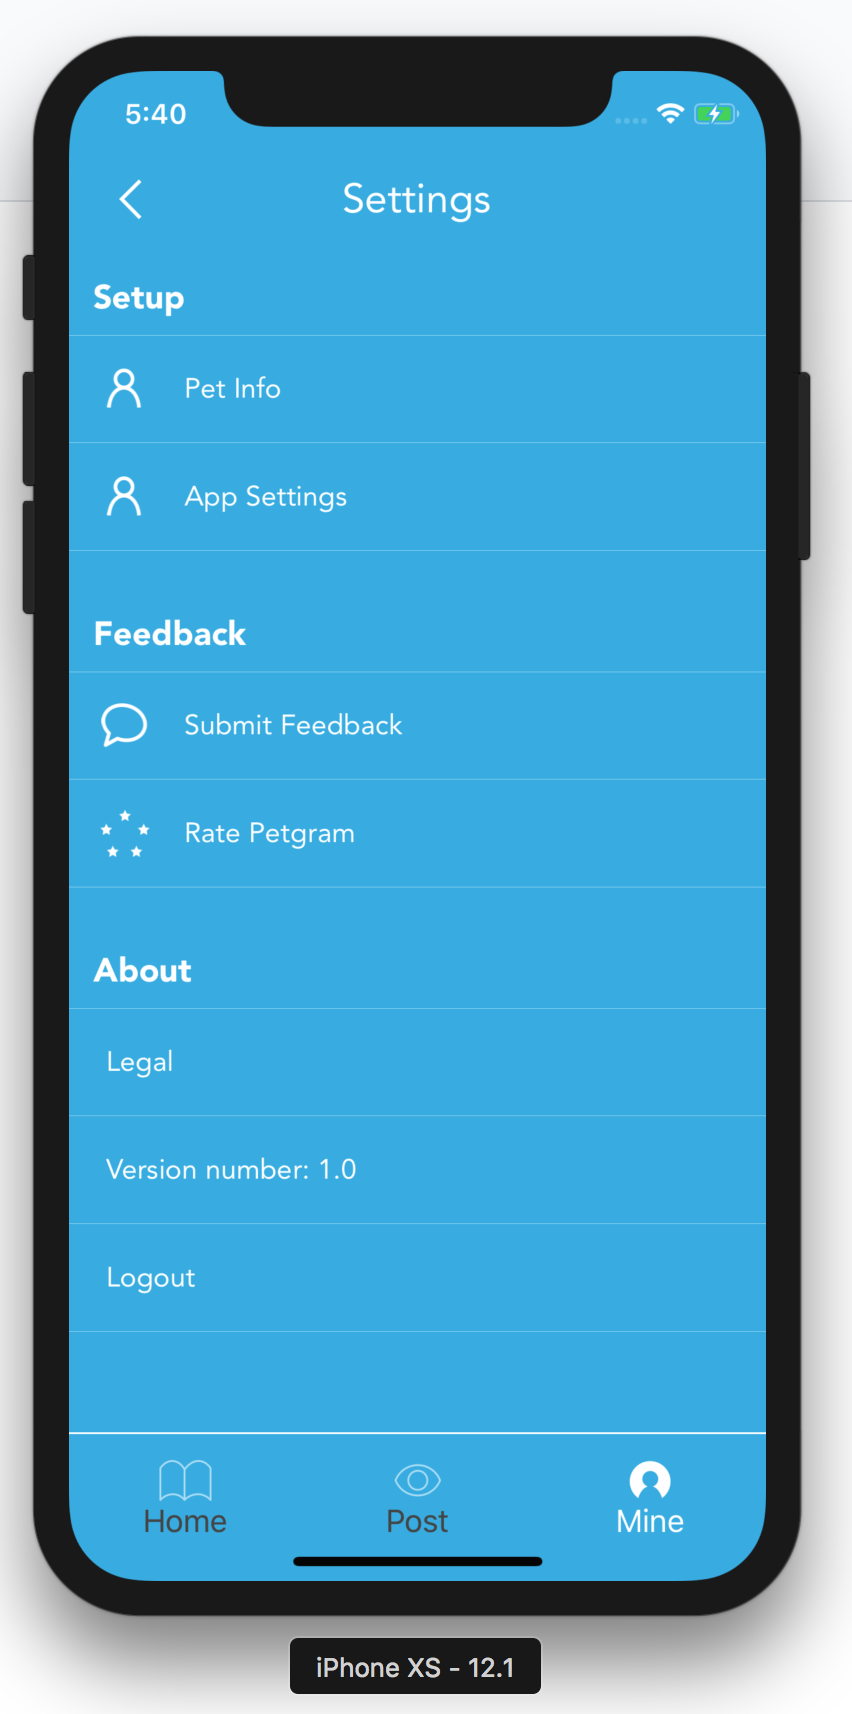 5:40
Settings
Setup
Pet Info
App Settings
Feedback
Submit Feedback
Rate Petgram
About
Legal
Version number: 1.0
Logout
Home
Post
Mine
iPhone XS - 12.1